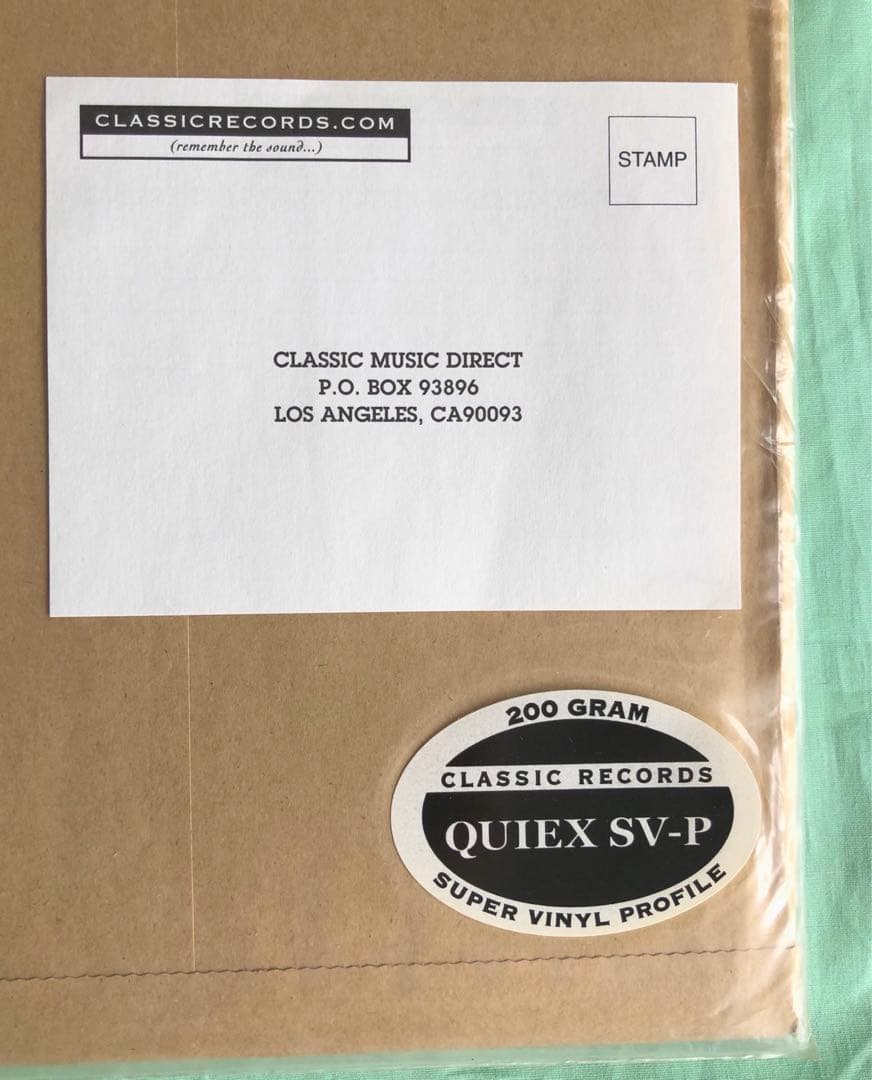 CLASSICRECORDS.COM
(remember the sound...)
STAMP
CLASSIC MUSIC DIRECT
P.O. BOX 93896
LOS ANGELES, CA90093
200 GRAM
CLASSIC RECORDS
QUIEX SV-P
SUPER VINYL PROFILE